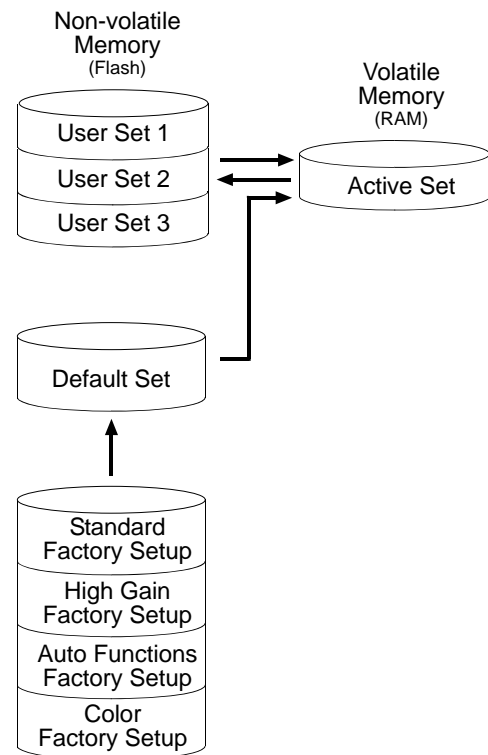 Non-volatile
Memory
(Flash)
User Set 1
User Set 2
User Set 3
Volatile
Memory
(RAM)
Active Set
Default Set
Standard
Factory Setup
High Gain
Factory Setup
Auto Functions
Factory Setup
Color
Factory Setup